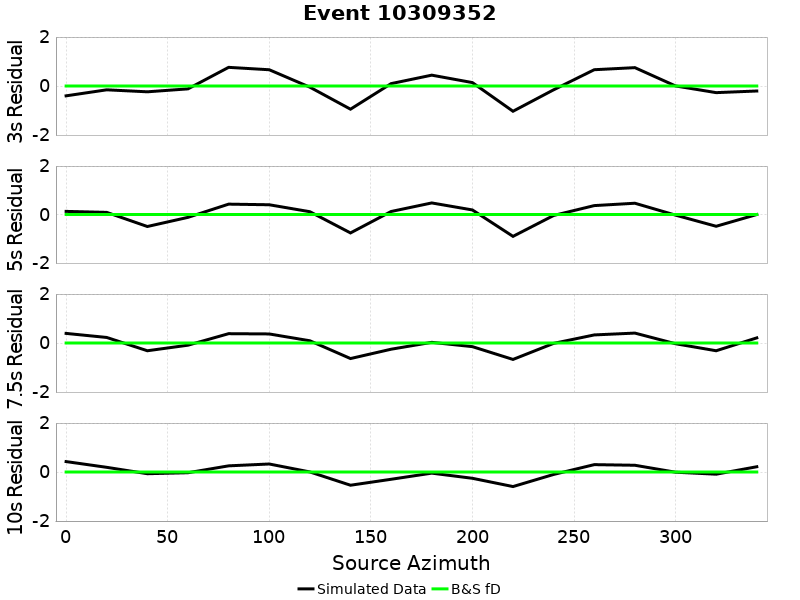 Event 10309352
3s Residual
2
0
-2
5s Residual
2
0
-2
7.5s Residual
2
0
-2
10s Residual
2
0
-2
0 50 100 150 200 250 300
Source Azimuth
Simulated Data B&S fD